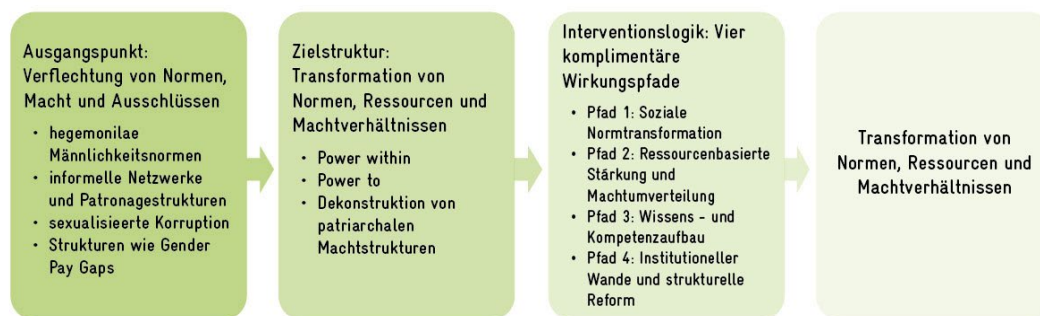 Ausgangspunkt:
Verflechtung von Normen,
Macht und Ausschlüssen
• hegemonilae
Männlichkeitsnormen
• informelle Netzwerke
und Patronagestrukturen
• sexualisieerte Korruption
• Strukturen wie Gender
Pay Gaps
Zielstruktur:
Transformation von
Normen, Ressourcen und
Machtverhältnissen
• Power within
• Power to
• Dekonstruktion von
patriarchalen
Machtstrukturen
Interventionslogik: Vier
komplimentäre
Wirkungspfade
• Pfad 1: Soziale
Normtransformation
• Pfad 2: Ressourcenbasierte
Stärkung und
Machtumverteilung
• Pfad 3: Wissens - und
Kompetenzaufbau
• Pfad 4: Institutioneller
Wande und strukturelle
Reform
Transformation von
Normen, Ressourcen und
Machtverhältnissen